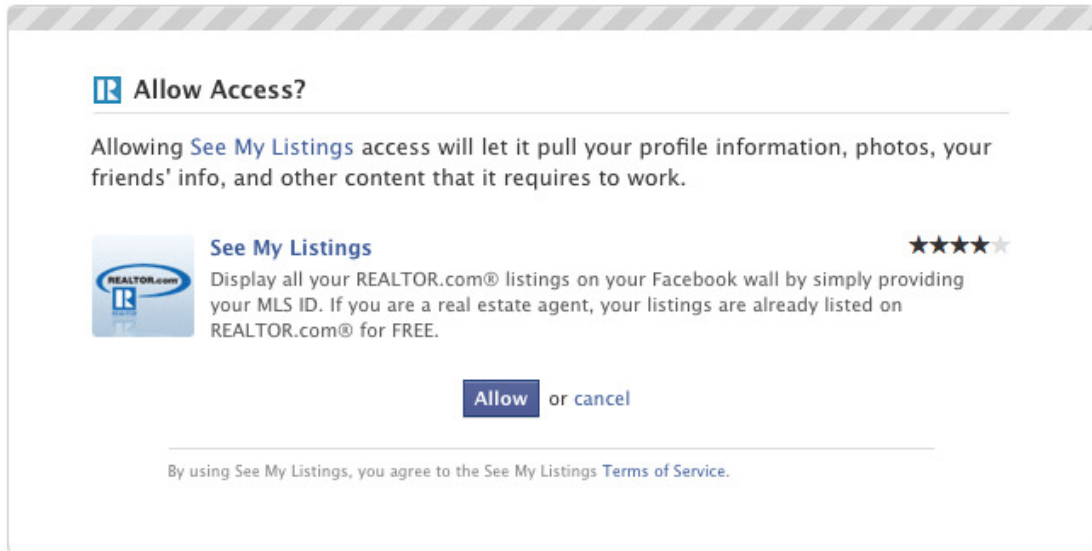 Allow Access?
Allowing See My Listings access will let it pull your profile information, photos, your
friends' info, and other content that it requires to work.
See My Listings
Display all your REALTOR.com® listings on your Facebook wall by simply providing
your MLS ID. If you are a real estate agent, your listings are already listed on
REALTOR.com® for FREE.
REALTOR.com
REALTOR
Allow or cancel
By using See My Listings, you agree to the See My Listings Terms of Service.